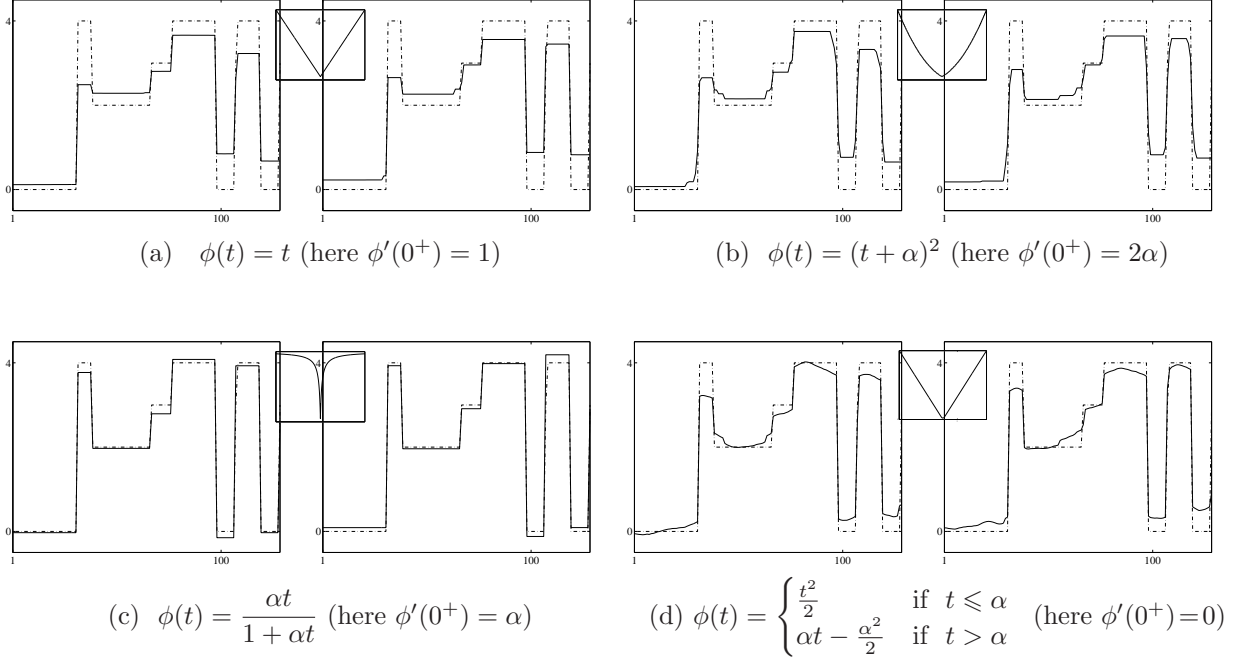 4 4 4 4
0 0 0 0
1 100 1 100 1 100 1 100
(a) ϕ(t) = t (here ϕ′(0⁺) = 1) (b) ϕ(t) = (t + α)² (here ϕ′(0⁺) = 2α)
4 4 4 4
0 0 0 0
1 100 1 100 1 100 1 100
(c) ϕ(t) = αt / (1 + αt) (here ϕ′(0⁺) = α) (d) ϕ(t) = { t²/2 if t ⩽ α
αt − α²/2 if t > α (here ϕ′(0⁺) = 0)